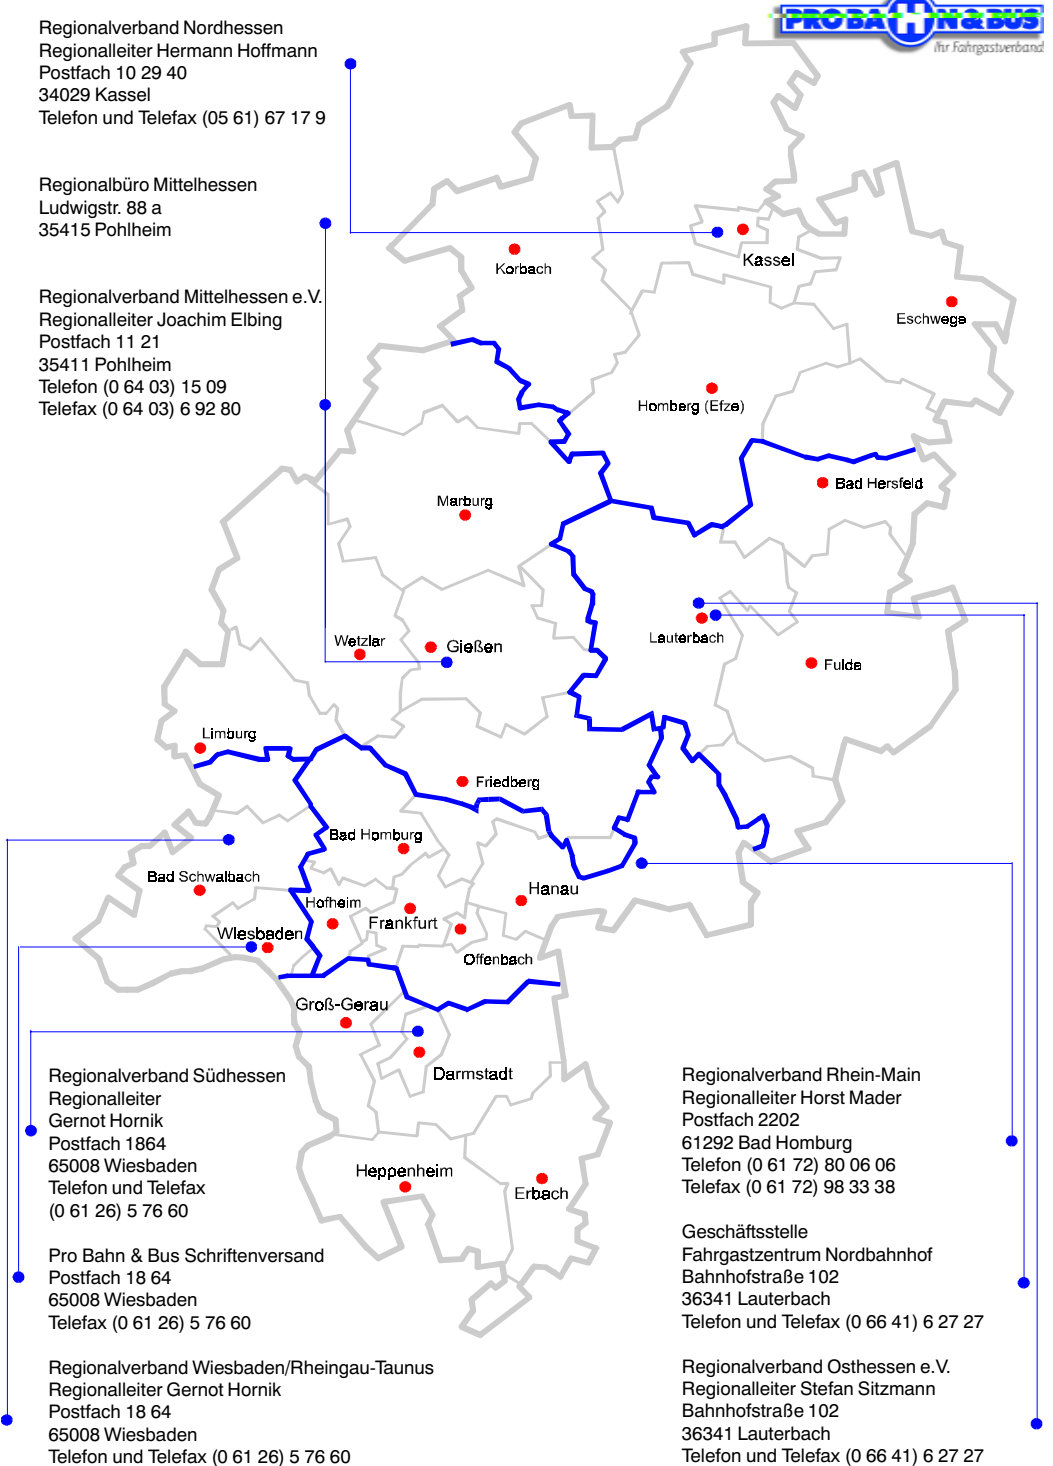 PRO BAHN & BUS
Ihr Fahrgastverband
Regionalverband Nordhessen
Regionalleiter Hermann Hoffmann
Postfach 10 29 40
34029 Kassel
Telefon und Telefax (05 61) 67 17 9
Regionalbüro Mittelhessen
Ludwigstr. 88 a
35415 Pohlheim
Regionalverband Mittelhessen e.V.
Regionalleiter Joachim Elbing
Postfach 11 21
35411 Pohlheim
Telefon (0 64 03) 15 09
Telefax (0 64 03) 6 92 80
Kassel
Korbach
Eschwege
Homberg (Efze)
Bad Hersfeld
Marburg
Lauterbach
Wetzlar
Gießen
Fulda
Limburg
Friedberg
Bad Homburg
Bad Schwalbach
Hanau
Hofheim
Frankfurt
Wiesbaden
Offenbach
Groß-Gerau
Darmstadt
Heppenheim
Erbach
Regionalverband Südhessen
Regionalleiter
Gernot Hornik
Postfach 1864
65008 Wiesbaden
Telefon und Telefax
(0 61 26) 5 76 60
Pro Bahn & Bus Schriftenversand
Postfach 18 64
65008 Wiesbaden
Telefax (0 61 26) 5 76 60
Regionalverband Wiesbaden/Rheingau-Taunus
Regionalleiter Gernot Hornik
Postfach 18 64
65008 Wiesbaden
Telefon und Telefax (0 61 26) 5 76 60
Regionalverband Rhein-Main
Regionalleiter Horst Mader
Postfach 2202
61292 Bad Homburg
Telefon (0 61 72) 80 06 06
Telefax (0 61 72) 98 33 38
Geschäftsstelle
Fahrgastzentrum Nordbahnhof
Bahnhofstraße 102
36341 Lauterbach
Telefon und Telefax (0 66 41) 6 27 27
Regionalverband Osthessen e.V.
Regionalleiter Stefan Sitzmann
Bahnhofstraße 102
36341 Lauterbach
Telefon und Telefax (0 66 41) 6 27 27